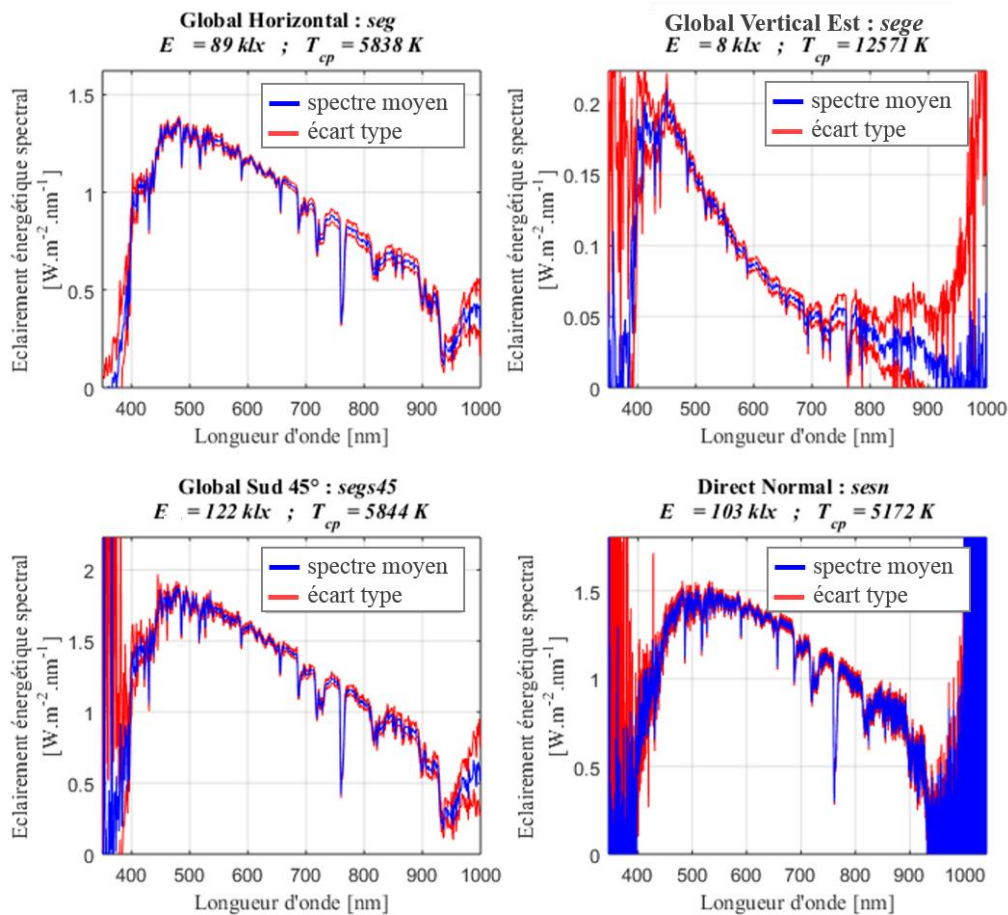 Global Horizontal : seg
E = 89 klx ; Tcp = 5838 K
Eclairement énergétique spectral
[W.m-2.nm-1]
1.5
1
0.5
0
spectre moyen
écart type
400 500 600 700 800 900 1000
Longueur d'onde [nm]
Global Vertical Est : sege
E = 8 klx ; Tcp = 12571 K
Eclairement énergétique spectral
[W.m-2.nm-1]
0.2
0.15
0.1
0.05
0
spectre moyen
écart type
400 500 600 700 800 900 1000
Longueur d'onde [nm]
Global Sud 45° : segs45
E . = 122 klx ; Tcp = 5844 K
Eclairement énergétique spectral
[W.m-2.nm-1]
2
1.5
1
0.5
0
spectre moyen
écart type
400 500 600 700 800 900 1000
Longueur d'onde [nm]
Direct Normal : sesn
E = 103 klx ; Tcp = 5172 K
Eclairement énergétique spectral
[W.m-2.nm-1]
1.5
1
0.5
0
spectre moyen
écart type
400 500 600 700 800 900 1000
Longueur d'onde [nm]